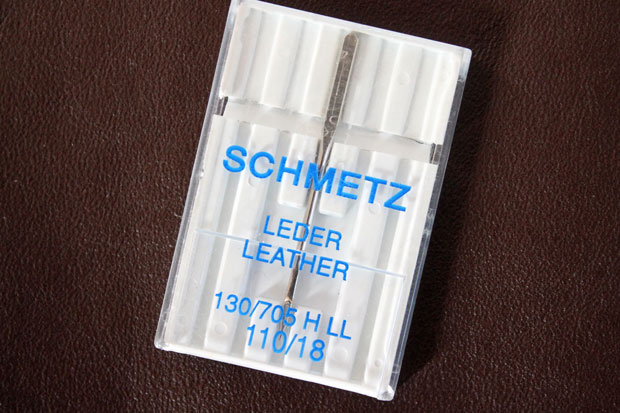 SCHMETZ
LEDER
LEATHER
130/705 H LL
110/18